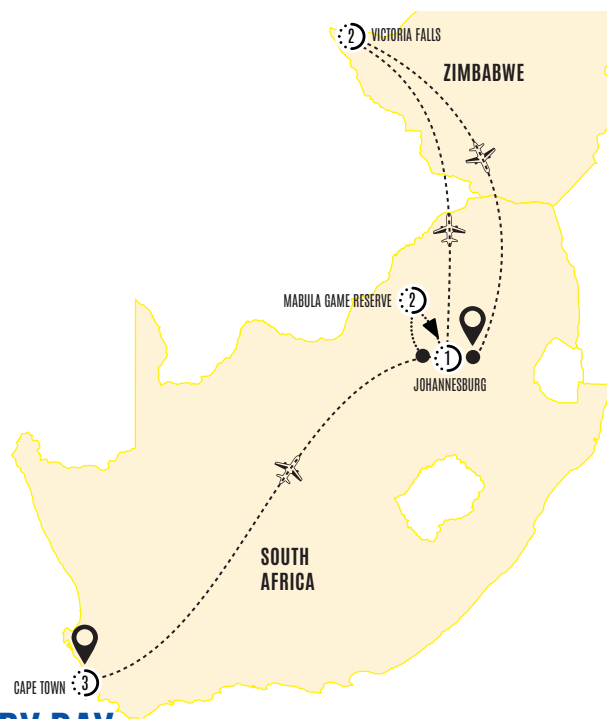 2 VICTORIA FALLS
ZIMBABWE
MABULA GAME RESERVE 2
1
JOHANNESBURG
SOUTH
AFRICA
CAPE TOWN 3